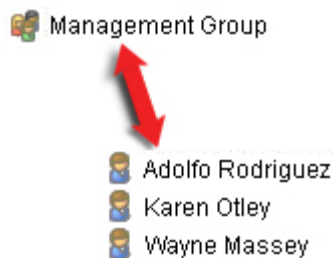 Management Group
Adolfo Rodriguez
Karen Otley
Wayne Massey